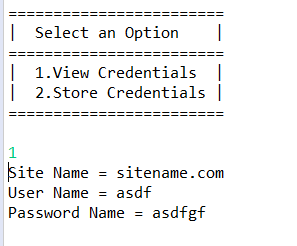 ========================
|  Select an Option    |
========================
|  1.View Credentials  |
|  2.Store Credentials |
========================
1
Site Name = sitename.com
User Name = asdf
Password Name = asdfgf